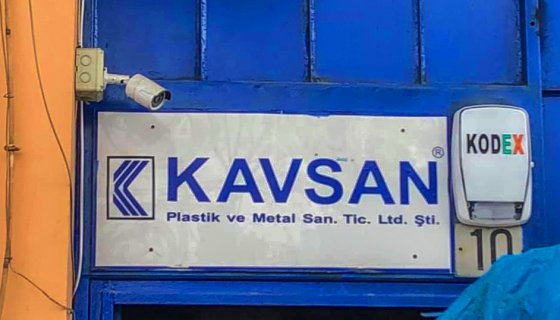 KAVSAN®
Plastik ve Metal San. Tic. Ltd. Şti.
KODEX
10